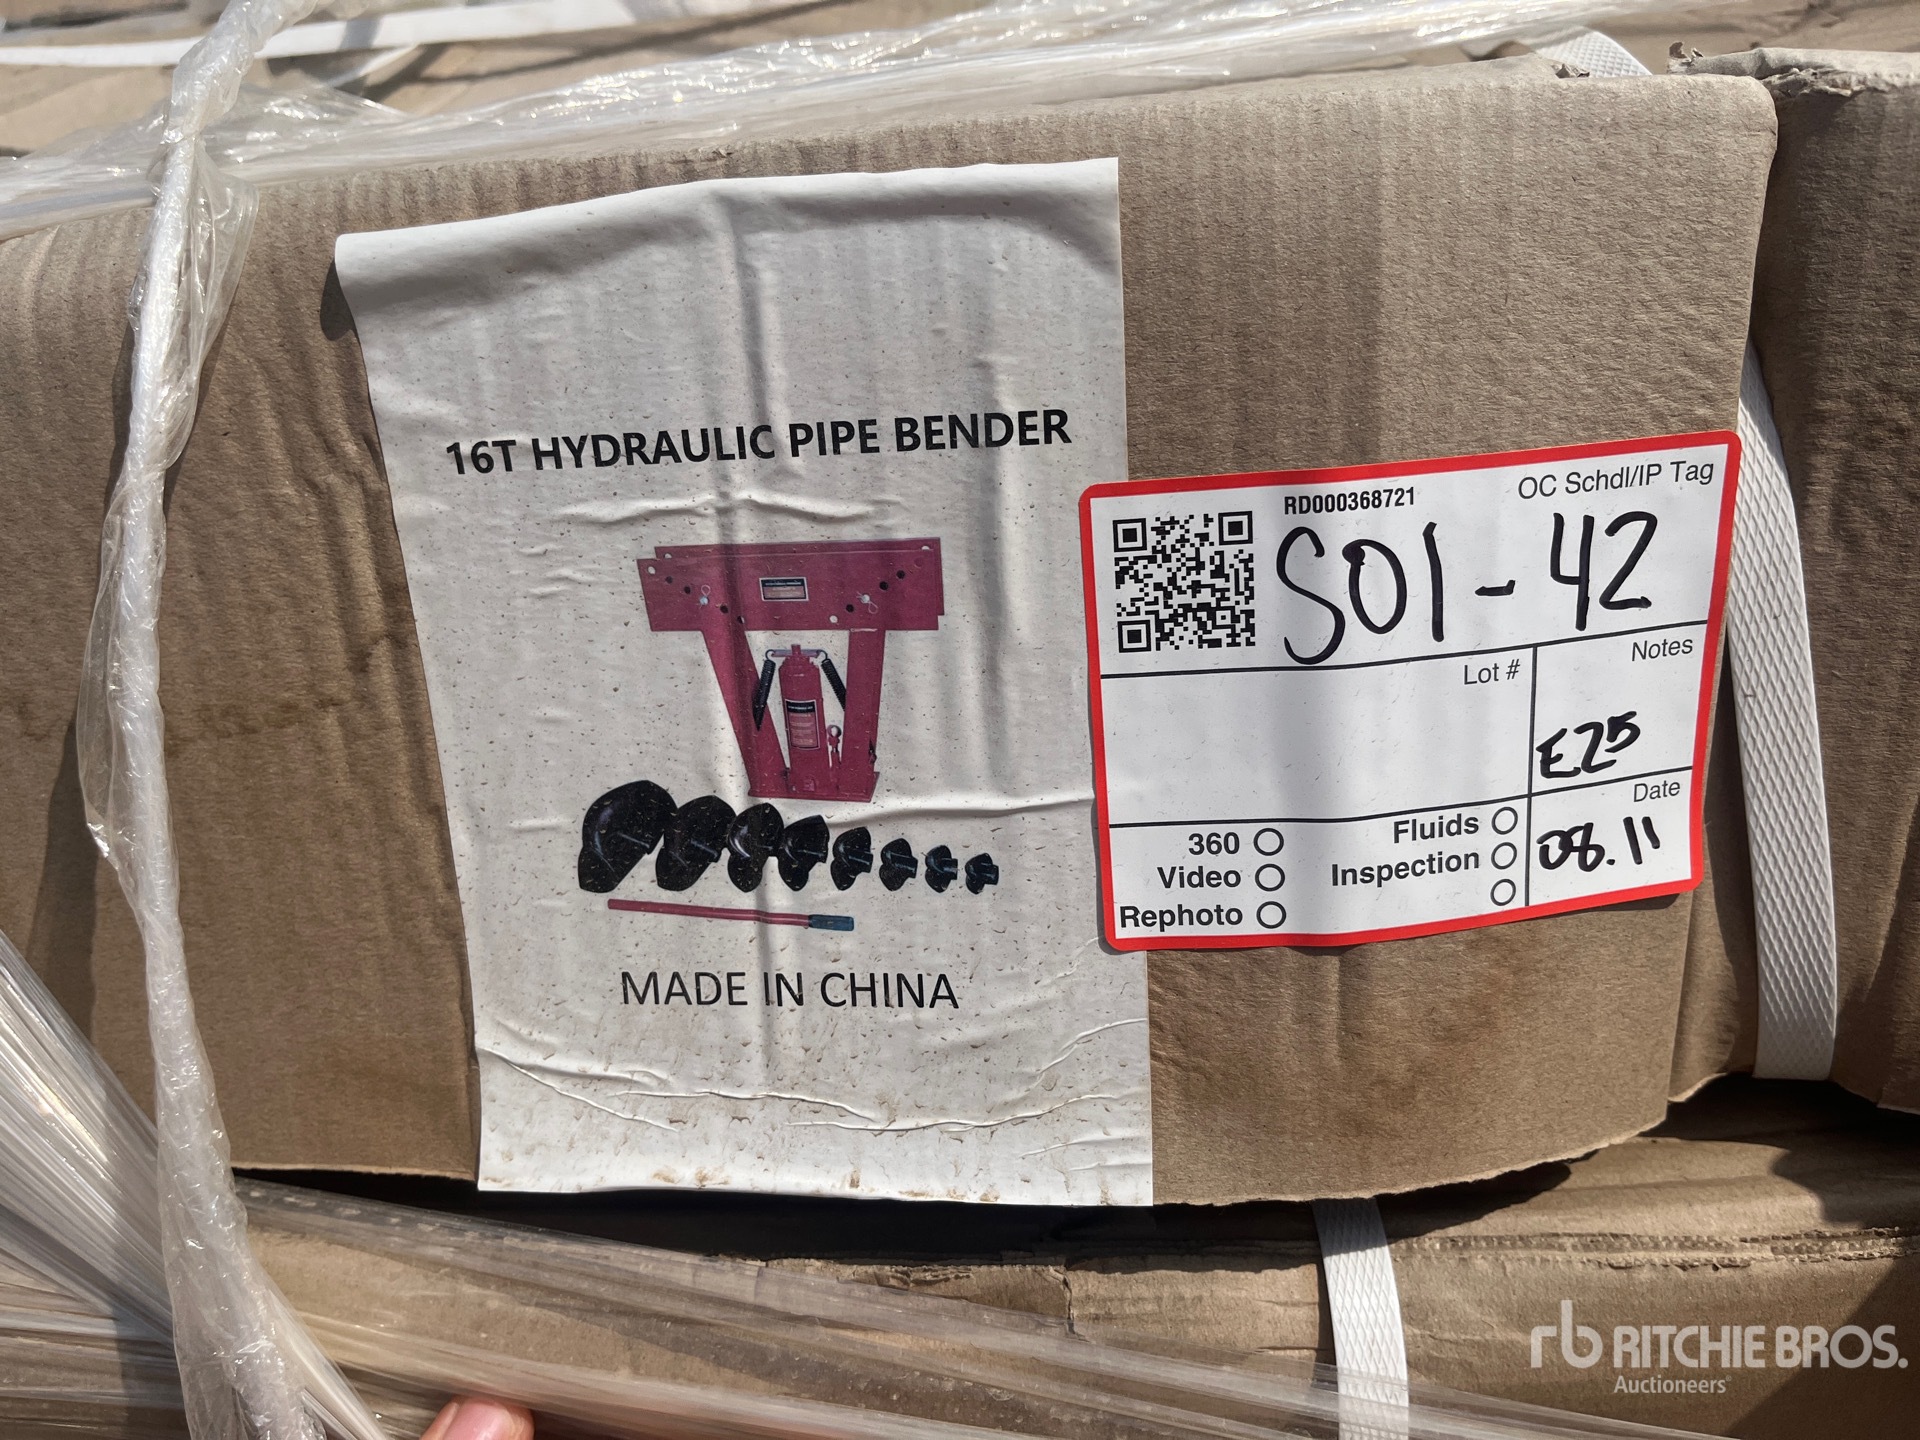 16T HYDRAULIC PIPE BENDER
MADE IN CHINA
RD000368721
OC Schdl/IP Tag
S01-42
Lot #
Notes
E25
Date
08.11
360
Video
Rephoto
Fluids
Inspection
rb RITCHIE BROS.
Auctioneers